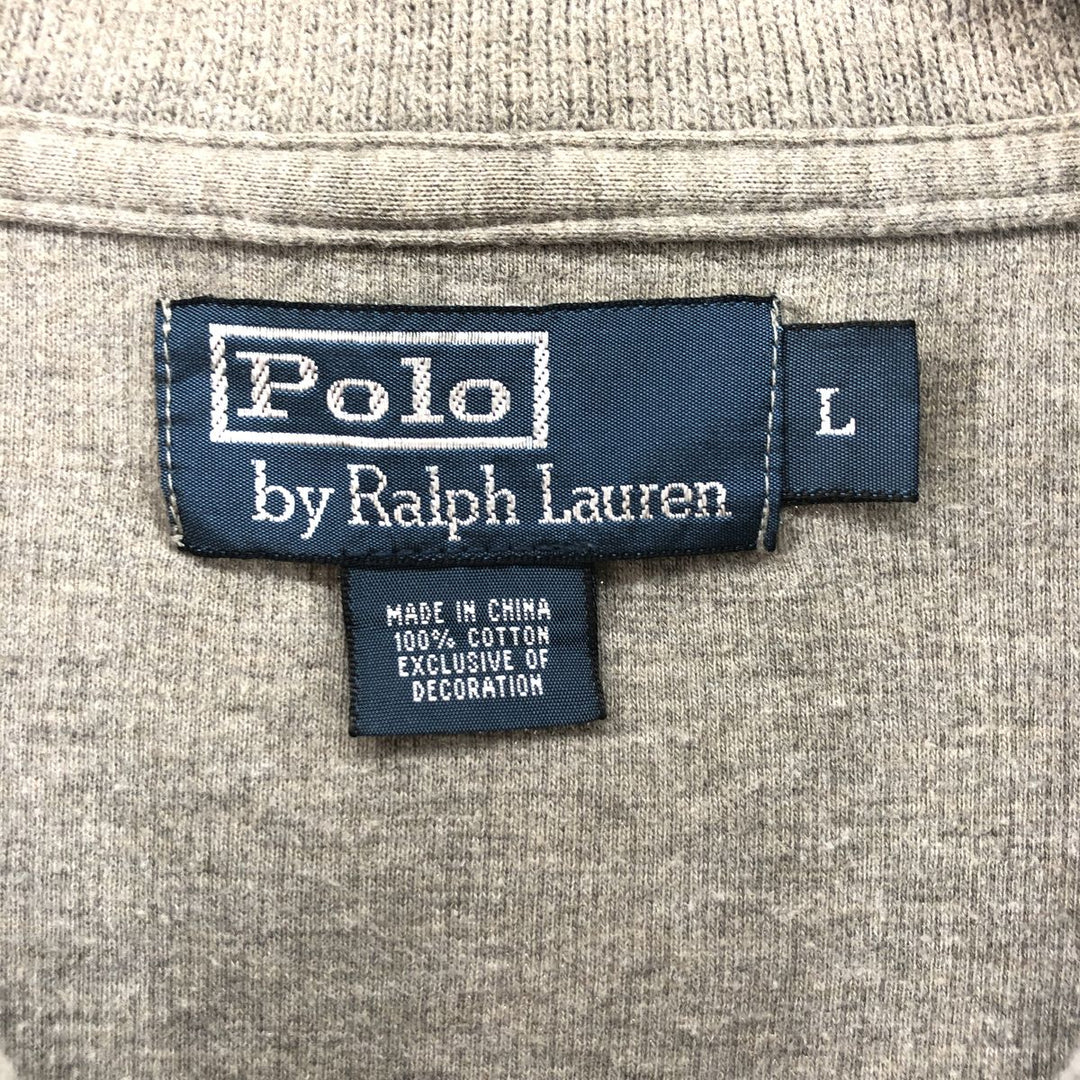 Polo
by Ralph Lauren
L
MADE IN CHINA
100% COTTON
EXCLUSIVE OF
DECORATION